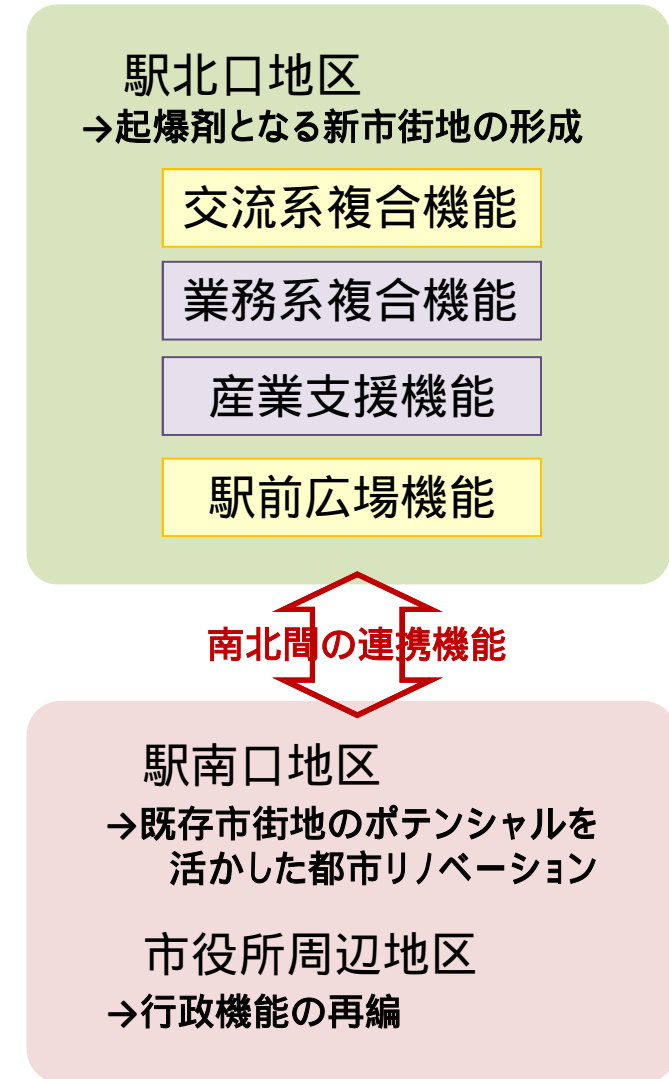 駅北口地区
→起爆剤となる新市街地の形成
交流系複合機能
業務系複合機能
産業支援機能
駅前広場機能
南北間の連携機能
駅南口地区
→既存市街地のポテンシャルを
活かした都市リノベーション
市役所周辺地区
→行政機能の再編